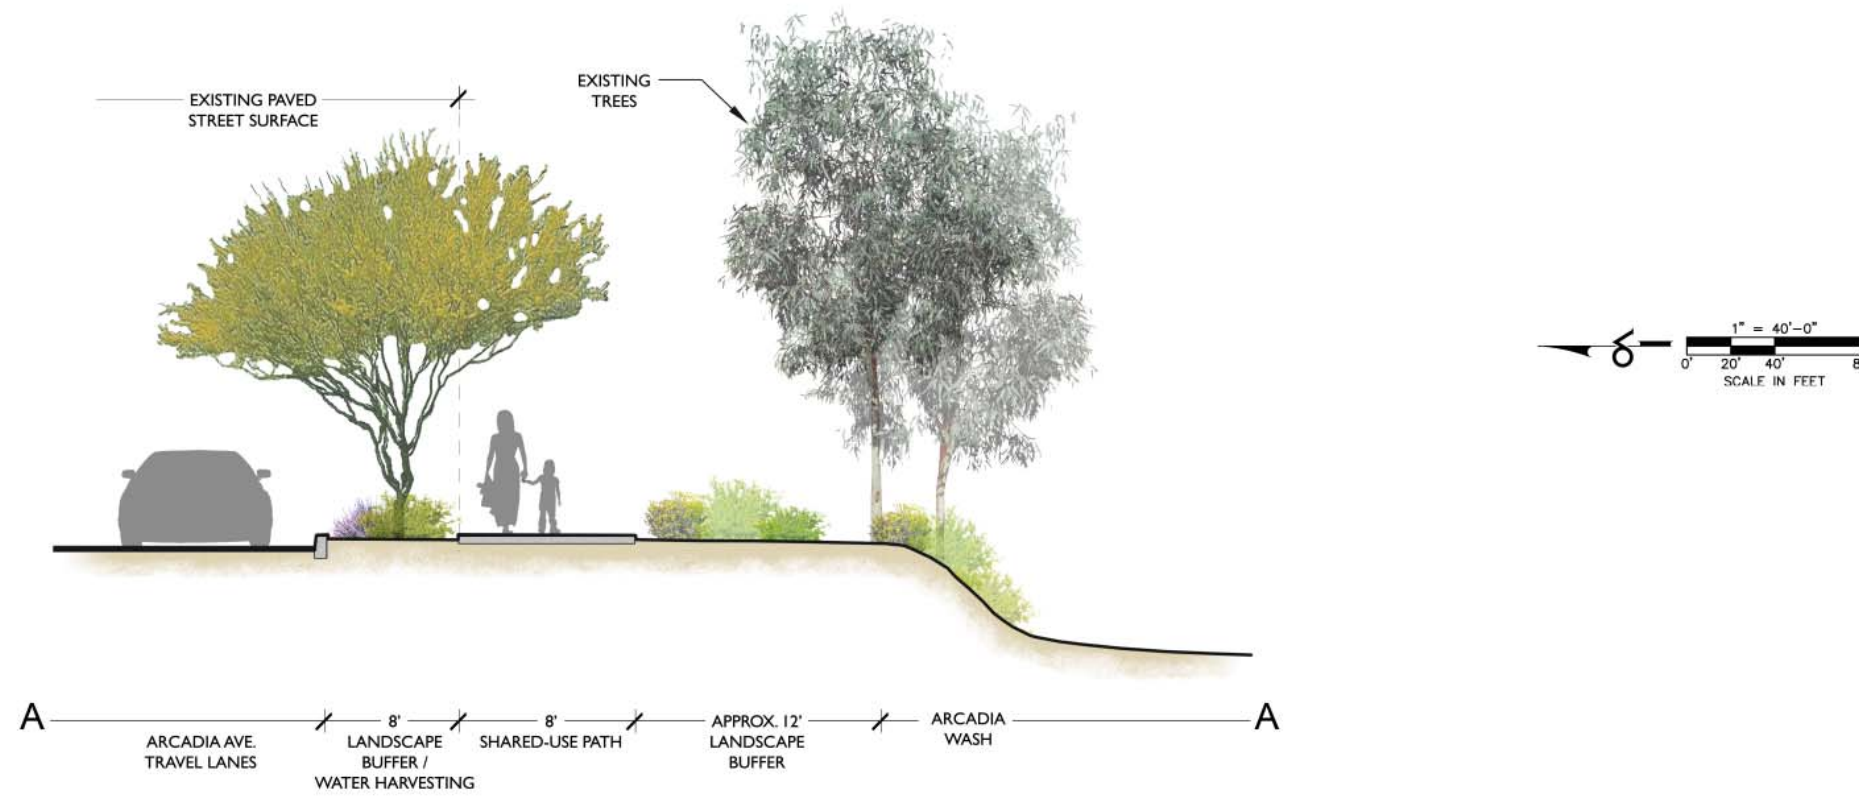 EXISTING PAVED
STREET SURFACE
EXISTING
TREES
1" = 40'-0"
0' 20' 40'
SCALE IN FEET
A
8'
8'
APPROX. 12'
ARCADIA
WASH
A
ARCADIA AVE.
TRAVEL LANES
LANDSCAPE
BUFFER /
WATER HARVESTING
SHARED-USE PATH
LANDSCAPE
BUFFER